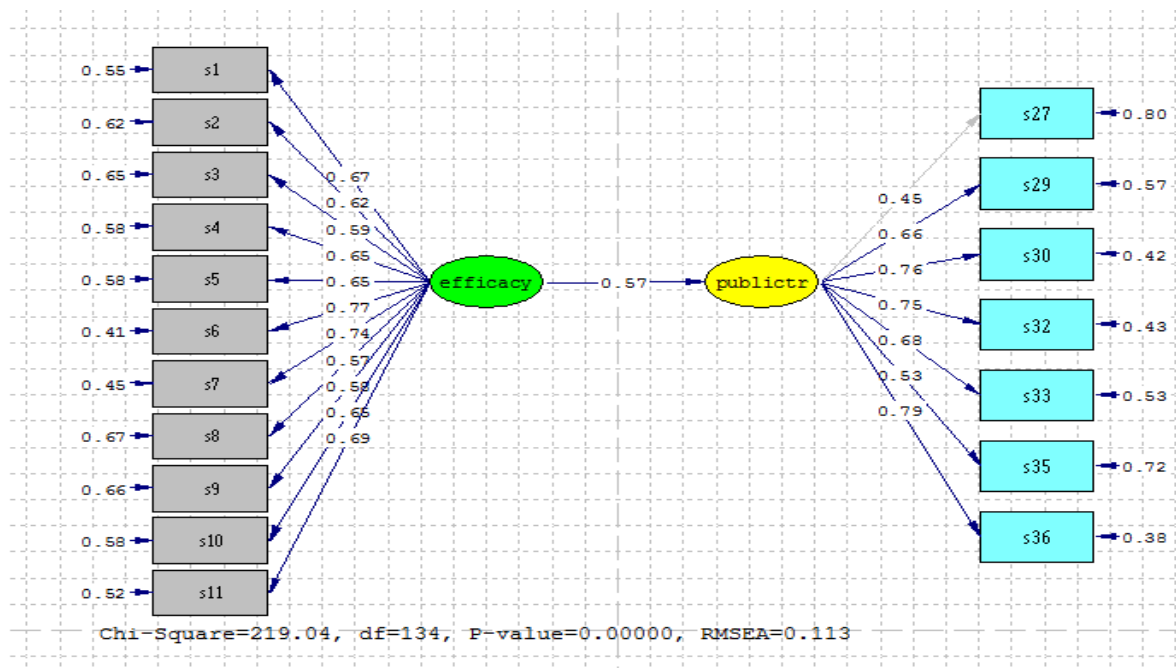 0.55 s1
0.62 s2
0.65 s3
0.58 s4
0.58 s5
0.41 s6
0.45 s7
0.67 s8
0.66 s9
0.58 s10
0.52 s11
0.67
0.62
0.59
0.65
0.65
0.77
0.74
0.57
0.58
0.65
0.69
efficacy
0.57
publictr
0.45
0.66
0.76
0.75
0.68
0.53
0.79
s27 0.80
s29 0.57
s30 0.42
s32 0.43
s33 0.53
s35 0.72
s36 0.38
Chi-Square=219.04, df=134, P-value=0.00000, RMSEA=0.113